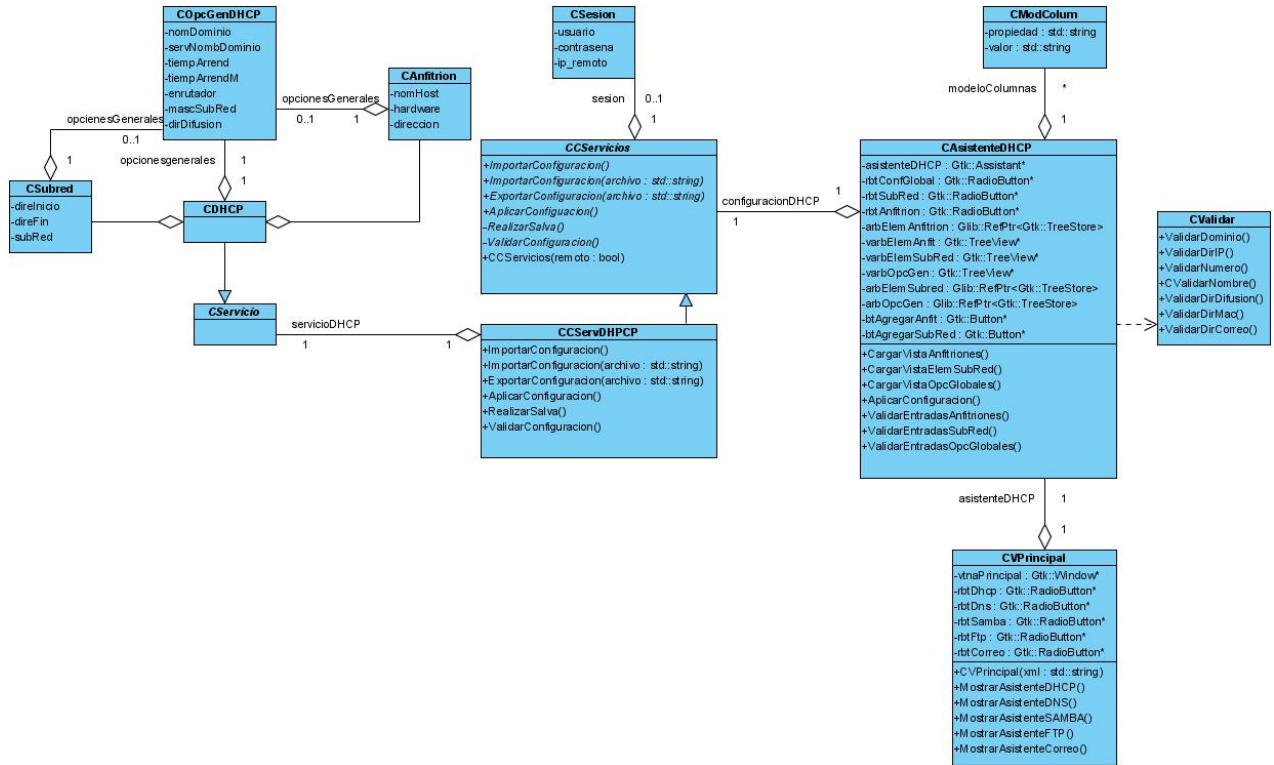 COpcGenDHCP
-nomDominio
-servNombDominio
-tiempArrend
-tiempArrendM
-enrutador
-mascSubRed
-dirDifusion
CSesion
-usuario
-contrasena
-ip_remoto
CModColum
-propiedad : std::string
-valor : std::string
CAnfitrion
-nomHost
-hardware
-direccion
opcionesGenerales
0..1
1
opcienesGenerales
0..1
1
opcionesgenerales
1
1
sesion
0..1
1
modeloColumnas
*
1
CSubred
-direInicio
-direFin
-subRed
CDHCP
CCServicios
+ImportarConfiguracion()
+ImportarConfiguracion(archivo : std::string)
+ExportarConfiguracion(archivo : std::string)
+AplicarConfiguacion()
-RealizarSalva()
-ValidarConfiguracion()
+CCServicios(remoto : bool)
configuracionDHCP
1
1
CAsistenteDHCP
-asistenteDHCP : Gtk::Assistant*
-rbtConfGlobal : Gtk::RadioButton*
-rbtSubRed : Gtk::RadioButton*
-rbtAnfitrion : Gtk::RadioButton*
-arbElemAnfitrion : Glib::RefPtr<Gtk::TreeStore>
-varbElemAnfit : Gtk::TreeView*
-varbElemSubRed : Gtk::TreeView*
-varbOpcGen : Gtk::TreeView*
-arbElemSubred : Glib::RefPtr<Gtk::TreeStore>
-arbOpcGen : Glib::RefPtr<Gtk::TreeStore>
-btAgregarAnfit : Gtk::Button*
-btAgregarSubRed : Gtk::Button*
+CargarVistaAnfitriones()
+CargarVistaElemSubRed()
+CargarVistaOpcGlobales()
+AplicarConfiguracion()
+ValidarEntradasAnfitriones()
+ValidarEntradasSubRed()
+ValidarEntradasOpcGlobales()
CValidar
+ValidarDominio()
+ValidarDirIP()
+ValidarNumero()
+CValidarNombre()
+ValidarDirDifusion()
+ValidarDirMac()
+ValidarDirCorreo()
CServicio
servicioDHCP
1
1
CCServDHPCP
+ImportarConfiguracion()
+ImportarConfiguracion(archivo : std::string)
+ExportarConfiguracion(archivo : std::string)
+AplicarConfiguracion()
+RealizarSalva()
+ValidarConfiguracion()
asistenteDHCP
1
1
CVPrincipal
-vtnaPrincipal : Gtk::Window*
-rbtDhcp : Gtk::RadioButton*
-rbtDns : Gtk::RadioButton*
-rbtSamba : Gtk::RadioButton*
-rbtFtp : Gtk::RadioButton*
-rbtCorreo : Gtk::RadioButton*
+CVPrincipal(xml : std::string)
+MostrarAsistenteDHCP()
+MostrarAsistenteDNS()
+MostrarAsistenteSAMBA()
+MostrarAsistenteFTP()
+MostrarAsistenteCorreo()